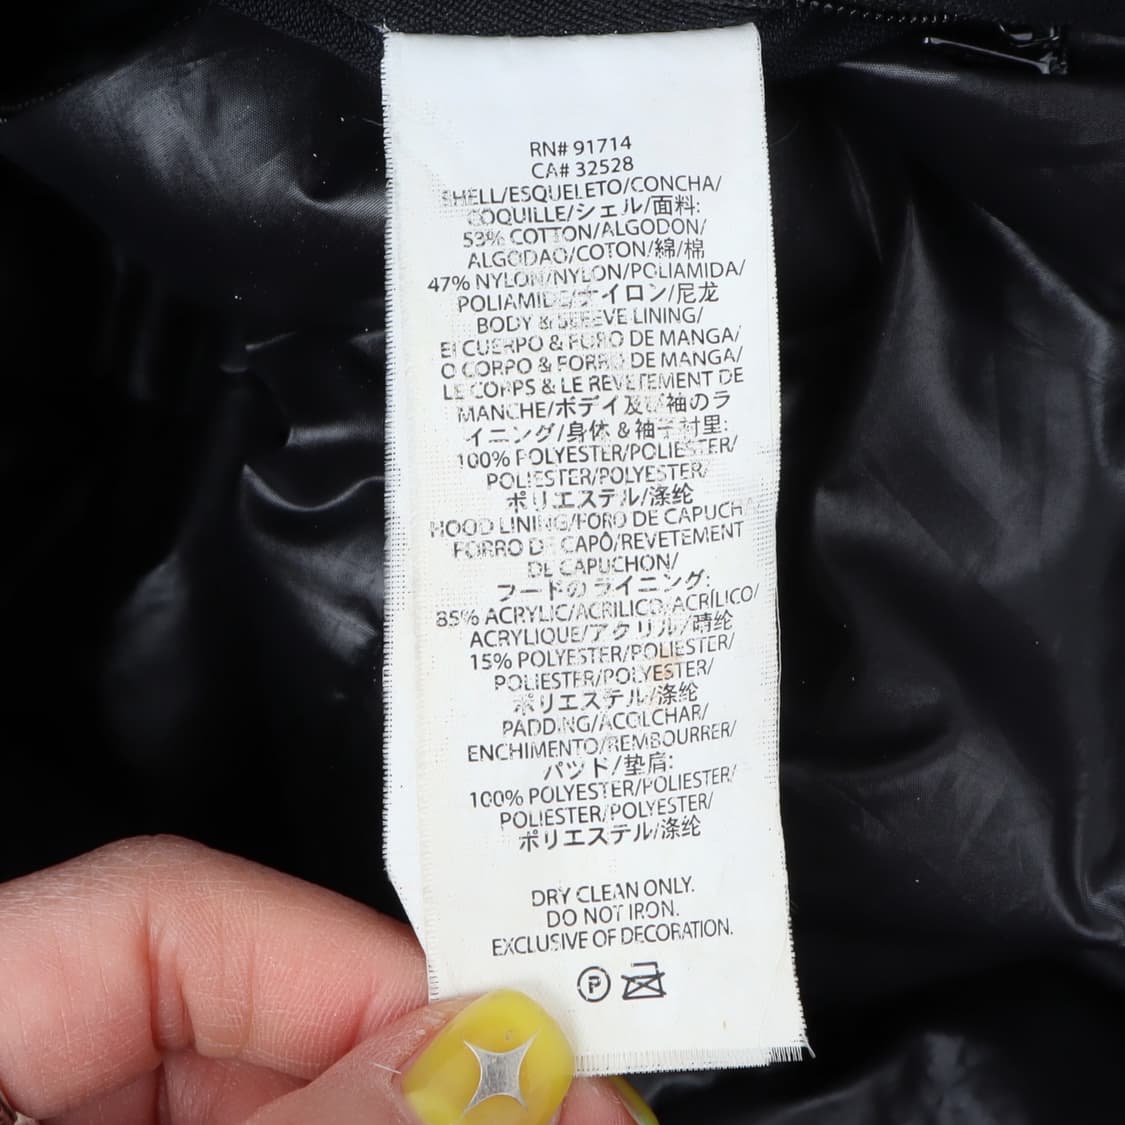 RN# 91714
CA# 32528
SHELL/ESQUELETO/CONCHA/
COQUILLE/シェル/面料:
53% COTTON/ALGODON/
ALGODAO/COTON/綿/棉
47% NYLON/NYLON/POLIAMIDA/
POLIAMIDE/ナイロン/尼龙
BODY & SLEEVE LINING/
El CUERPO & FORO DE MANGA/
O CORPO & FORRO DE MANGA/
LE CORPS & LE REVETEMENT DE
MANCHE/ボディ及び袖のラ
イニング/身体 & 袖子衬里:
100% POLYESTER/POLIESTER/
POLIESTER/POLYESTER/
ポリエステル/涤纶
HOOD LINING/FORO DE CAPUCHA/
FORRO DE CAPÔ/REVETEMENT
DE CAPUCHON/
フードのライニング:
85% ACRYLIC/ACRILICO/ACRÍLICO/
ACRYLIQUE/アクリル/腈纶
15% POLYESTER/POLIESTER/
POLIESTER/POLYESTER/
ポリエステル/涤纶
PADDING/ACOLCHAR/
ENCHIMENTO/REMBOURRER/
パッド/垫肩:
100% POLYESTER/POLIESTER/
POLIESTER/POLYESTER/
ポリエステル/涤纶
DRY CLEAN ONLY.
DO NOT IRON.
EXCLUSIVE OF DECORATION.
P